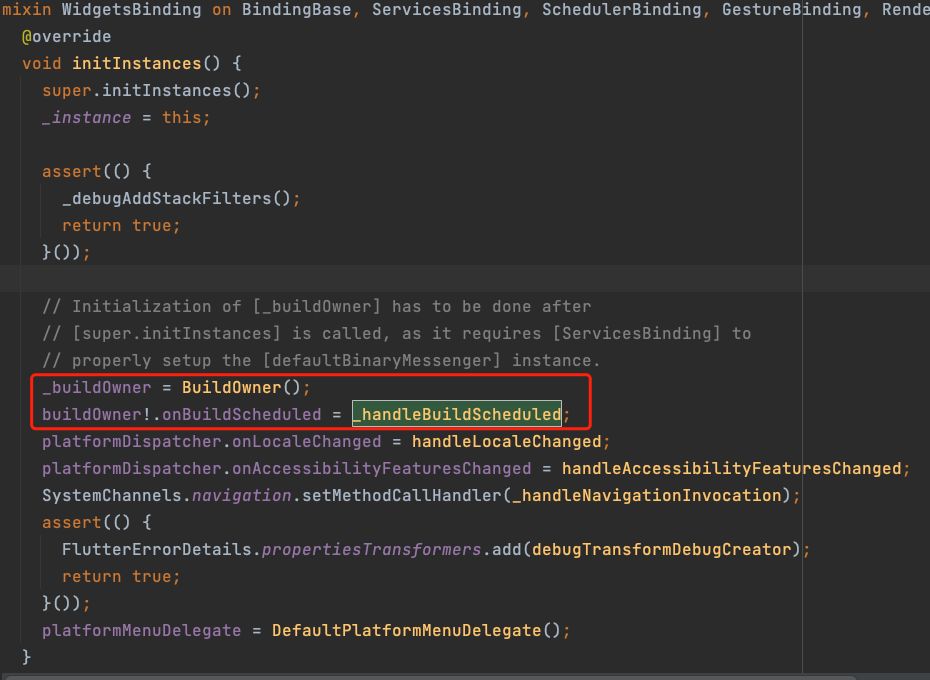 mixin WidgetsBinding on BindingBase, ServicesBinding, SchedulerBinding, GestureBinding, Rende
@override
void initInstances() {
super.initInstances();
_instance = this;
assert(() {
_debugAddStackFilters();
return true;
}());
// Initialization of [_buildOwner] has to be done after
// [super.initInstances] is called, as it requires [ServicesBinding] to
// properly setup the [defaultBinaryMessenger] instance.
_buildOwner = BuildOwner();
buildOwner!.onBuildScheduled = _handleBuildScheduled;
platformDispatcher.onLocaleChanged = handleLocaleChanged;
platformDispatcher.onAccessibilityFeaturesChanged = handleAccessibilityFeaturesChanged;
SystemChannels.navigation.setMethodCallHandler(_handleNavigationInvocation);
assert(() {
FlutterErrorDetails.propertiesTransformers.add(debugTransformDebugCreator);
return true;
}());
platformMenuDelegate = DefaultPlatformMenuDelegate();
}